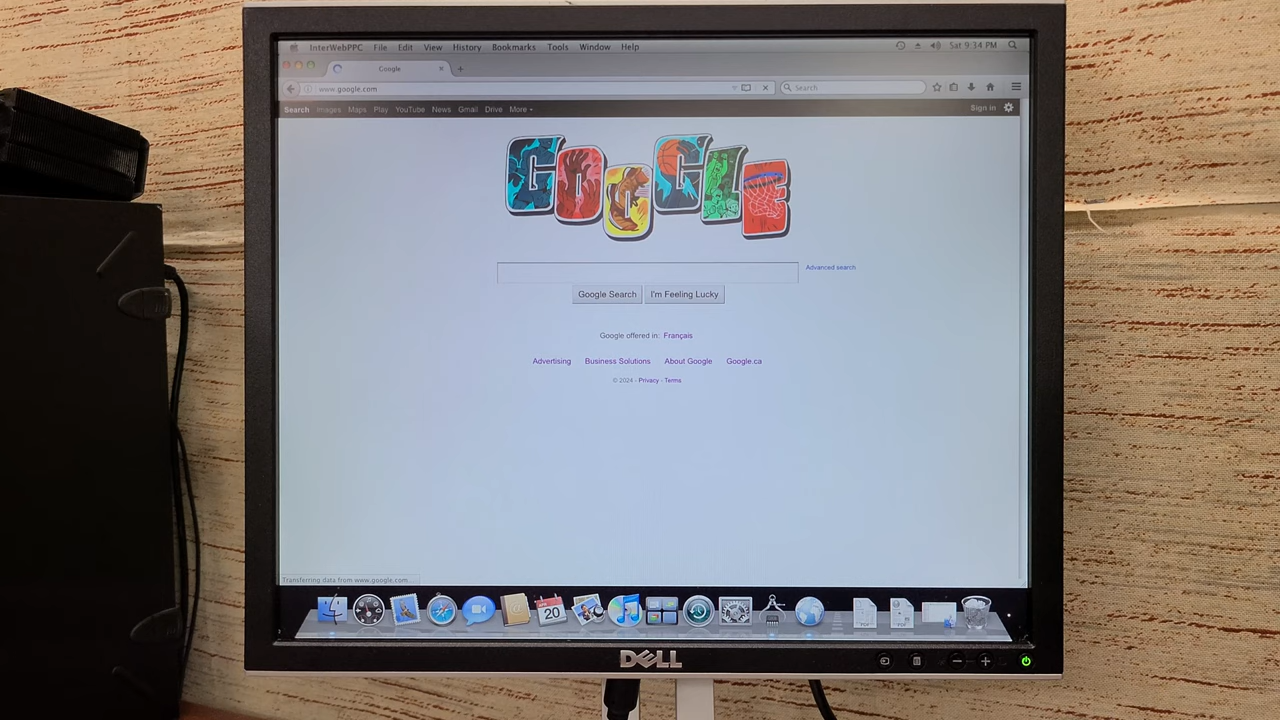 InterWebPPC File Edit View History Bookmarks Tools Window Help Sat 9:34 PM
Google
www.google.com Search
Search Images Maps Play YouTube News Gmail Drive More Sign in
GOOGLE
Advanced search
Google Search I'm Feeling Lucky
Google offered in: Français
Advertising Business Solutions About Google Google.ca
© 2024 - Privacy - Terms
Transferring data from www.google.com...
20
PDF PDF
DELL